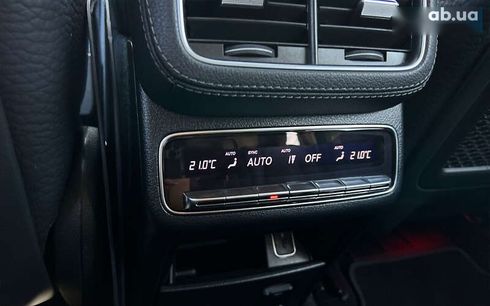 ab.ua
AUTO SYNC AUTO AUTO
21.0°C AUTO OFF 21.0°C